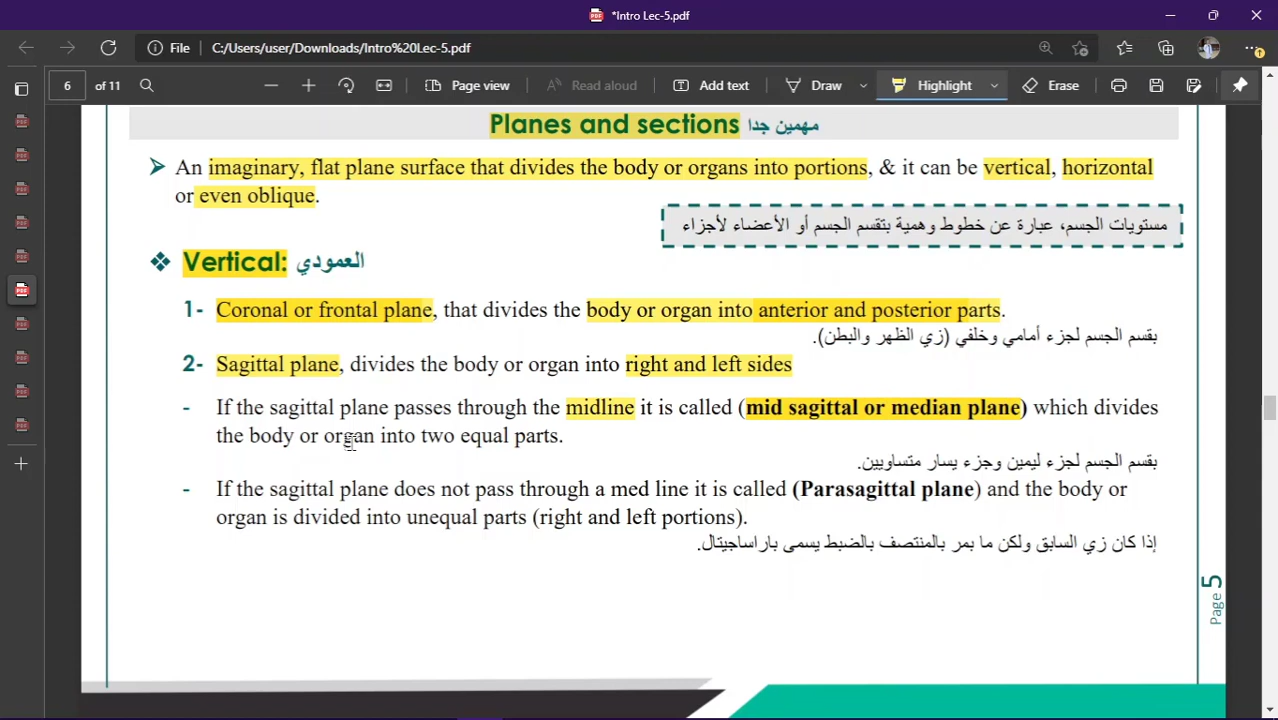 *Intro Lec-5.pdf
File C:/Users/user/Downloads/Intro%20Lec-5.pdf
6 of 11 Page view Read aloud Add text Draw Highlight Erase
Planes and sections مهمين جدا
An imaginary, flat plane surface that divides the body or organs into portions, & it can be vertical, horizontal
or even oblique.
مستويات الجسم، عبارة عن خطوط وهمية بتقسم الجسم أو الأعضاء لأجزاء
Vertical: العمودي
1- Coronal or frontal plane, that divides the body or organ into anterior and posterior parts.
بقسم الجسم لجزء أمامي وخلفي (زي الظهر والبطن).
2- Sagittal plane, divides the body or organ into right and left sides
- If the sagittal plane passes through the midline it is called (mid sagittal or median plane) which divides
the body or organ into two equal parts.
بقسم الجسم لجزء ليمين وجزء يسار متساويين.
- If the sagittal plane does not pass through a med line it is called (Parasagittal plane) and the body or
organ is divided into unequal parts (right and left portions).
إذا كان زي السابق ولكن ما بمر بالمنتصف بالضبط يسمى باراساجيتال.
Page 5